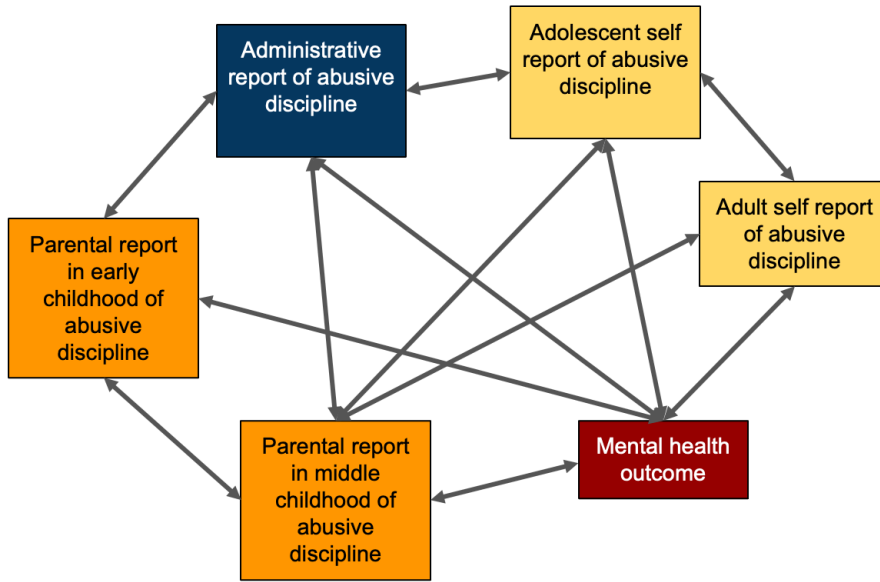 Administrative
report of abusive
discipline
Adolescent self
report of abusive
discipline
Adult self report
of abusive
discipline
Parental report
in early
childhood of
abusive
discipline
Parental report
in middle
childhood of
abusive
discipline
Mental health
outcome